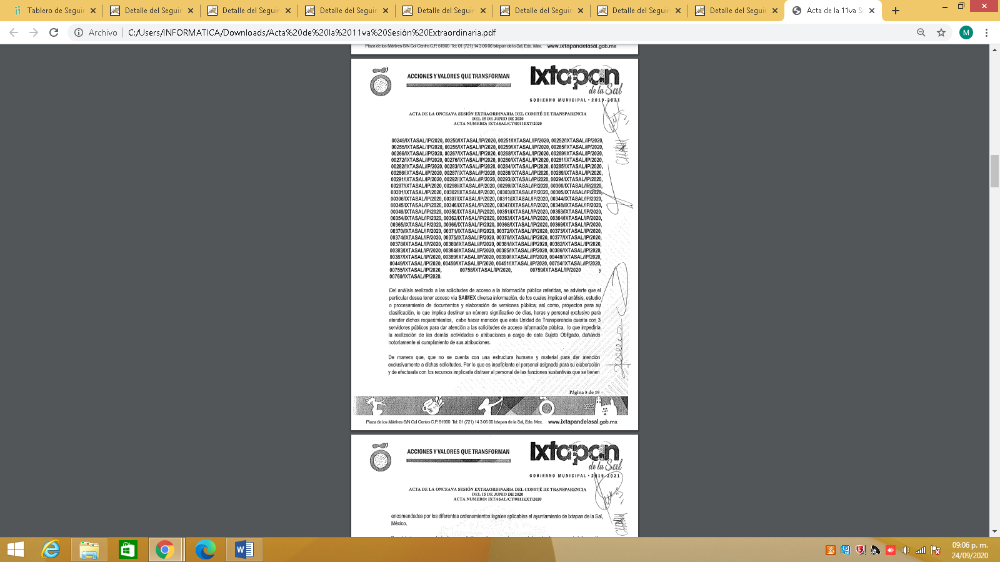 Tablero de Seguir
Detalle del Seguir
Detalle del Seguir
Detalle del Seguir
Detalle del Seguir
Detalle del Seguir
Detalle del Seguir
Detalle del Seguir
Acta de la 11va S
Archivo
C:/Users/INFORMATICA/Downloads/Acta%20de%20la%2011va%20Sesión%20Extraordinaria.pdf
M
Plaza de los Mártires S/N Col Centro C.P. 51900 Tel: 01 (721) 14 3 06 00 Ixtapan de la Sal, Edo. Mex. www.ixtapandelasal.gob.mx
ACCIONES Y VALORES QUE TRANSFORMAN
Ixtapan
de la Sal
GOBIERNO MUNICIPAL • 2019-2021
ACTA DE LA ONCEAVA SESIÓN EXTRAORDINARIA DEL COMITÉ DE TRANSPARENCIA
DEL 15 DE JUNIO DE 2020
ACTA NUMERO: IXTASAL/CT/0011EXT/2020
00249/IXTASAL/IP/2020, 00250/IXTASAL/IP/2020, 00251/IXTASAL/IP/2020, 00252/IXTASAL/IP/2020,
00255/IXTASAL/IP/2020, 00256/IXTASAL/IP/2020, 00259/IXTASAL/IP/2020, 00265/IXTASAL/IP/2020,
00266/IXTASAL/IP/2020, 00267/IXTASAL/IP/2020, 00268/IXTASAL/IP/2020, 00269/IXTASAL/IP/2020,
00272/IXTASAL/IP/2020, 00276/IXTASAL/IP/2020, 00280/IXTASAL/IP/2020, 00281/IXTASAL/IP/2020,
00282/IXTASAL/IP/2020, 00283/IXTASAL/IP/2020, 00284/IXTASAL/IP/2020, 00285/IXTASAL/IP/2020,
00286/IXTASAL/IP/2020, 00287/IXTASAL/IP/2020, 00288/IXTASAL/IP/2020, 00289/IXTASAL/IP/2020,
00291/IXTASAL/IP/2020, 00292/IXTASAL/IP/2020, 00293/IXTASAL/IP/2020, 00294/IXTASAL/IP/2020,
00297/IXTASAL/IP/2020, 00298/IXTASAL/IP/2020, 00299/IXTASAL/IP/2020, 00300/IXTASAL/IP/2020,
00301/IXTASAL/IP/2020, 00302/IXTASAL/IP/2020, 00303/IXTASAL/IP/2020, 00305/IXTASAL/IP/2020,
00306/IXTASAL/IP/2020, 00307/IXTASAL/IP/2020, 00311/IXTASAL/IP/2020, 00344/IXTASAL/IP/2020,
00345/IXTASAL/IP/2020, 00346/IXTASAL/IP/2020, 00347/IXTASAL/IP/2020, 00348/IXTASAL/IP/2020,
00349/IXTASAL/IP/2020, 00350/IXTASAL/IP/2020, 00351/IXTASAL/IP/2020, 00353/IXTASAL/IP/2020,
00354/IXTASAL/IP/2020, 00362/IXTASAL/IP/2020, 00363/IXTASAL/IP/2020, 00364/IXTASAL/IP/2020,
00365/IXTASAL/IP/2020, 00366/IXTASAL/IP/2020, 00368/IXTASAL/IP/2020, 00369/IXTASAL/IP/2020,
00370/IXTASAL/IP/2020, 00371/IXTASAL/IP/2020, 00372/IXTASAL/IP/2020, 00373/IXTASAL/IP/2020,
00374/IXTASAL/IP/2020, 00375/IXTASAL/IP/2020, 00376/IXTASAL/IP/2020, 00377/IXTASAL/IP/2020,
00378/IXTASAL/IP/2020, 00380/IXTASAL/IP/2020, 00381/IXTASAL/IP/2020, 00382/IXTASAL/IP/2020,
00383/IXTASAL/IP/2020, 00384/IXTASAL/IP/2020, 00385/IXTASAL/IP/2020, 00386/IXTASAL/IP/2020,
00387/IXTASAL/IP/2020, 00389/IXTASAL/IP/2020, 00390/IXTASAL/IP/2020, 00448/IXTASAL/IP/2020,
00449/IXTASAL/IP/2020, 00450/IXTASAL/IP/2020, 00451/IXTASAL/IP/2020, 00754/IXTASAL/IP/2020,
00755/IXTASAL/IP/2020, 00758/IXTASAL/IP/2020, 00759/IXTASAL/IP/2020 y
00760/IXTASAL/IP/2020.
Del análisis realizado a las solicitudes de acceso a la información pública referidas, se advierte que el
particular desea tener acceso vía SAIMEX diversa información, de los cuales implica el análisis, estudio
o procesamiento de documentos y elaboración de versiones pública; así como, proyectos para su
clasificación, lo que implica destinar un número significativo de días, horas y personal exclusivo para
atender dichos requerimientos, cabe hacer mención que esta Unidad de Transparencia cuenta con 3
servidores públicos para dar atención a las solicitudes de acceso información pública, lo que impediría
la realización de las demás actividades o atribuciones a cargo de este Sujeto Obligado, dañando
notoriamente el cumplimiento de sus atribuciones.
De manera que, que no se cuenta con una estructura humana y material para dar atención
exclusivamente a dichas solicitudes. Por lo que es insuficiente el personal asignado para su elaboración
y de efectuarla con los recursos implicaría distraer al personal de las funciones sustantivas que se tienen
Página 5 de 19
Plaza de los Mártires S/N Col Centro C.P. 51900 Tel: 01 (721) 14 3 06 00 Ixtapan de la Sal, Edo. Mex. www.ixtapandelasal.gob.mx
ACCIONES Y VALORES QUE TRANSFORMAN
Ixtapan
de la Sal
GOBIERNO MUNICIPAL • 2019-2021
ACTA DE LA ONCEAVA SESIÓN EXTRAORDINARIA DEL COMITÉ DE TRANSPARENCIA
DEL 15 DE JUNIO DE 2020
ACTA NUMERO: IXTASAL/CT/0011EXT/2020
encomendadas por los diferentes ordenamientos legales aplicables al ayuntamiento de Ixtapan de la Sal,
México.
09:06 p. m.
24/09/2020